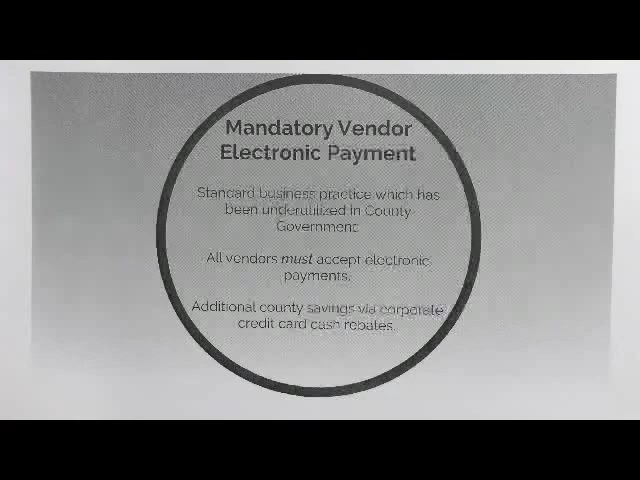 Mandatory Vendor
Electronic Payment
Standard business practice which has
been underutilized in County
Government.
All vendors must accept electronic
payments.
Additional county savings via corporate
credit card cash rebates.